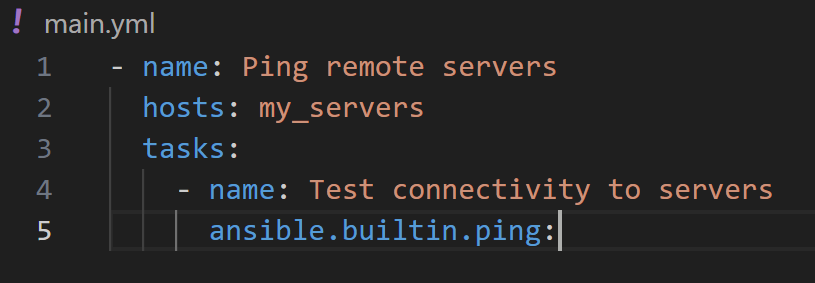 ! main.yml
1 - name: Ping remote servers
2   hosts: my_servers
3   tasks:
4     - name: Test connectivity to servers
5       ansible.builtin.ping: